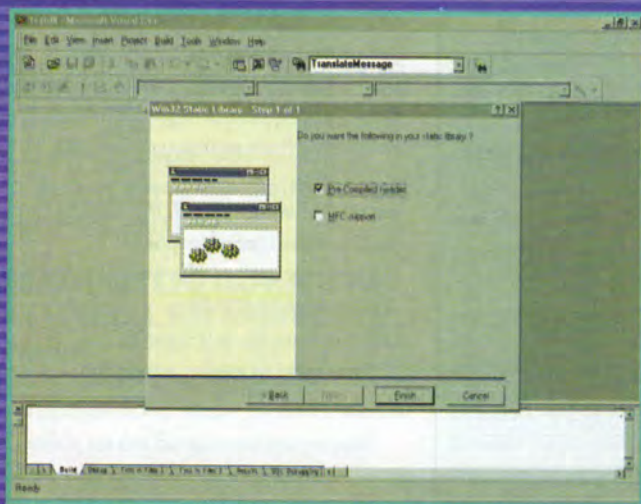 Microsoft Visual C++
File Edit View Insert Project Build Tools Window Help
TranslateMessage
Win32 Static Library - Step 1 of 1
Do you want the following in your static library ?
Pre-Compiled header
MFC support
< Back
Finish
Cancel
Build Debug Find in Files 1 Find in Files 2 Results SQL Debugging
Ready